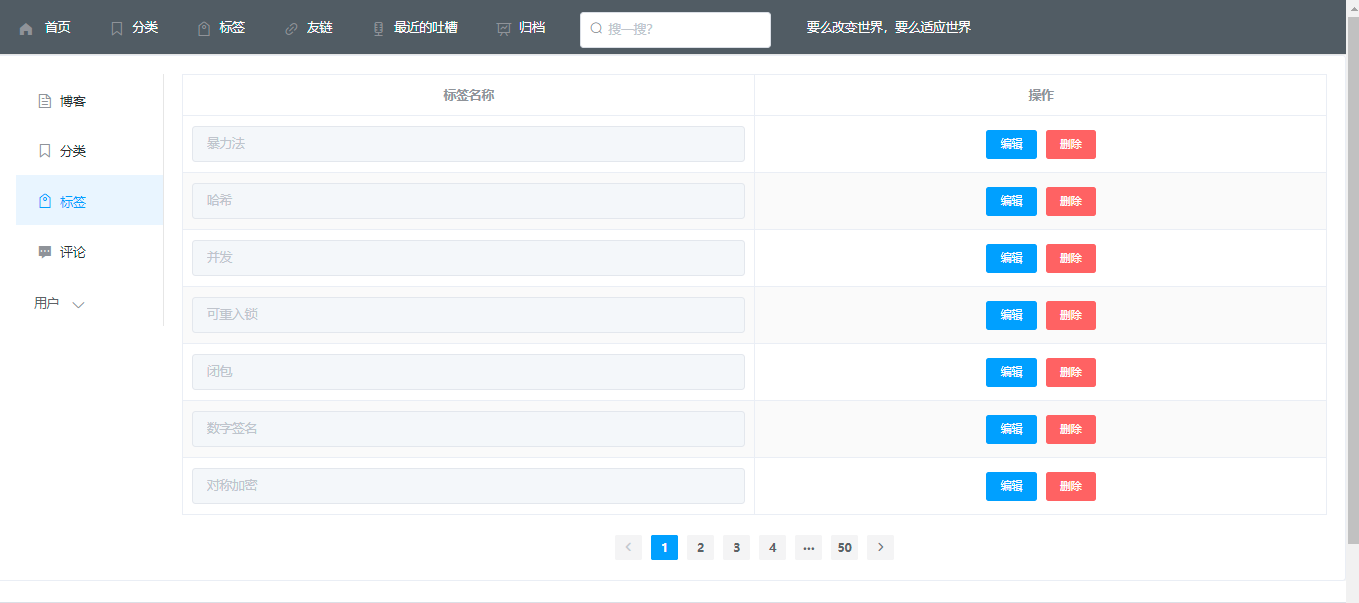 首页 分类 标签 友链 最近的吐槽 归档 搜一搜? 要么改变世界，要么适应世界
博客
分类
标签
评论
用户
标签名称 操作
暴力法 编辑 删除
哈希 编辑 删除
并发 编辑 删除
可重入锁 编辑 删除
闭包 编辑 删除
数字签名 编辑 删除
对称加密 编辑 删除
1 2 3 4 ••• 50